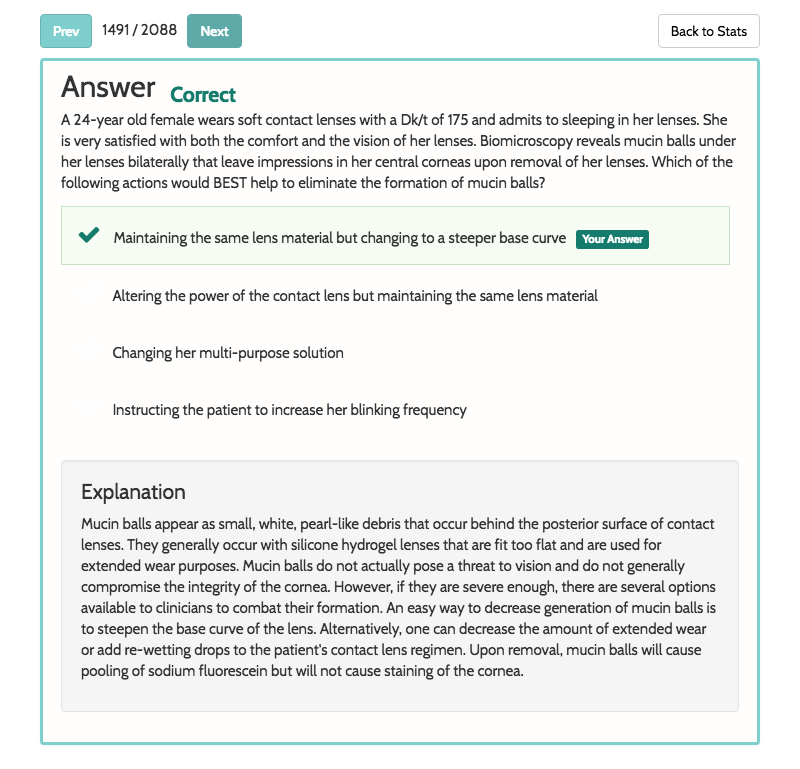 Prev 1491 / 2088 Next Back to Stats
Answer Correct
A 24-year old female wears soft contact lenses with a Dk/t of 175 and admits to sleeping in her lenses. She
is very satisfied with both the comfort and the vision of her lenses. Biomicroscopy reveals mucin balls under
her lenses bilaterally that leave impressions in her central corneas upon removal of her lenses. Which of the
following actions would BEST help to eliminate the formation of mucin balls?
Maintaining the same lens material but changing to a steeper base curve Your Answer
Altering the power of the contact lens but maintaining the same lens material
Changing her multi-purpose solution
Instructing the patient to increase her blinking frequency
Explanation
Mucin balls appear as small, white, pearl-like debris that occur behind the posterior surface of contact
lenses. They generally occur with silicone hydrogel lenses that are fit too flat and are used for
extended wear purposes. Mucin balls do not actually pose a threat to vision and do not generally
compromise the integrity of the cornea. However, if they are severe enough, there are several options
available to clinicians to combat their formation. An easy way to decrease generation of mucin balls is
to steepen the base curve of the lens. Alternatively, one can decrease the amount of extended wear
or add re-wetting drops to the patient's contact lens regimen. Upon removal, mucin balls will cause
pooling of sodium fluorescein but will not cause staining of the cornea.